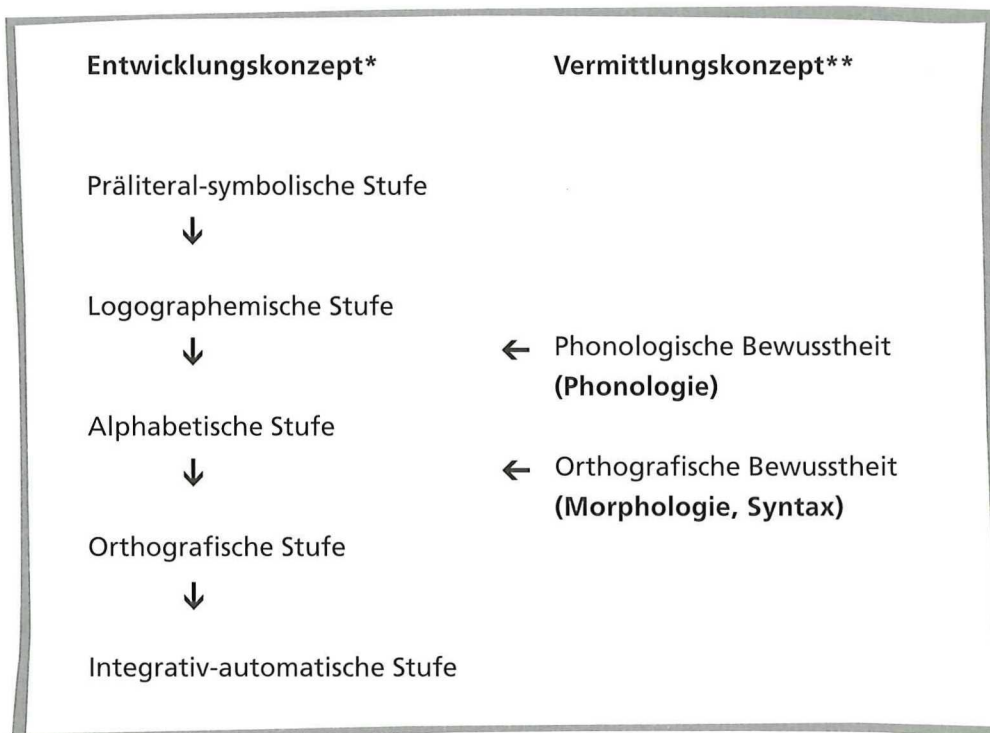 Entwicklungskonzept*
Vermittlungskonzept**
Präliteral-symbolische Stufe
↓
Logographemische Stufe
↓
← Phonologische Bewusstheit
(Phonologie)
Alphabetische Stufe
↓
← Orthografische Bewusstheit
(Morphologie, Syntax)
Orthografische Stufe
↓
Integrativ-automatische Stufe